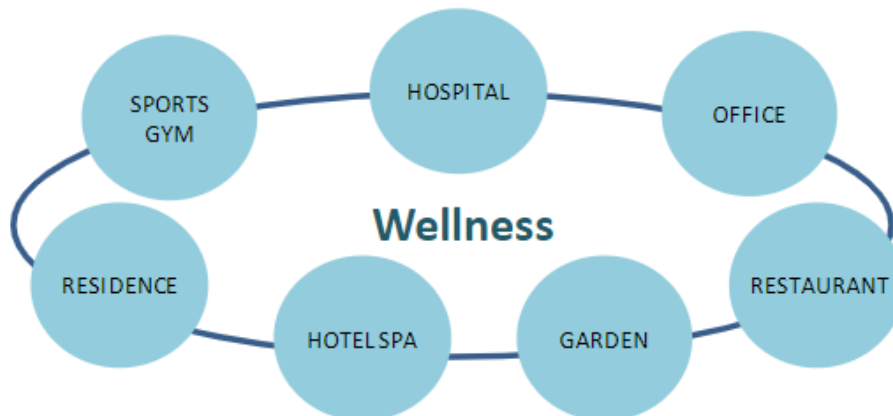 SPORTS
GYM
HOSPITAL
OFFICE
Wellness
RESIDENCE
HOTEL SPA
GARDEN
RESTAURANT